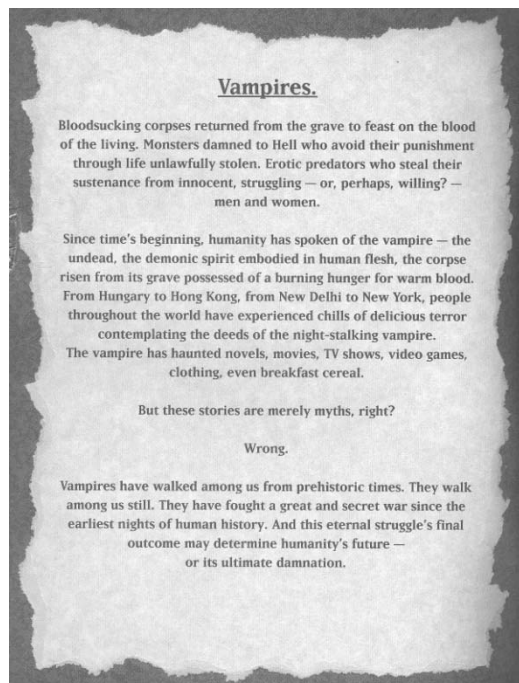 Vampires.
Bloodsucking corpses returned from the grave to feast on the blood
of the living. Monsters damned to Hell who avoid their punishment
through life unlawfully stolen. Erotic predators who steal their
sustenance from innocent, struggling — or, perhaps, willing? —
men and women.
Since time's beginning, humanity has spoken of the vampire — the
undead, the demonic spirit embodied in human flesh, the corpse
risen from its grave possessed of a burning hunger for warm blood.
From Hungary to Hong Kong, from New Delhi to New York, people
throughout the world have experienced chills of delicious terror
contemplating the deeds of the night-stalking vampire.
The vampire has haunted novels, movies, TV shows, video games,
clothing, even breakfast cereal.
But these stories are merely myths, right?
Wrong.
Vampires have walked among us from prehistoric times. They walk
among us still. They have fought a great and secret war since the
earliest nights of human history. And this eternal struggle's final
outcome may determine humanity's future —
or its ultimate damnation.